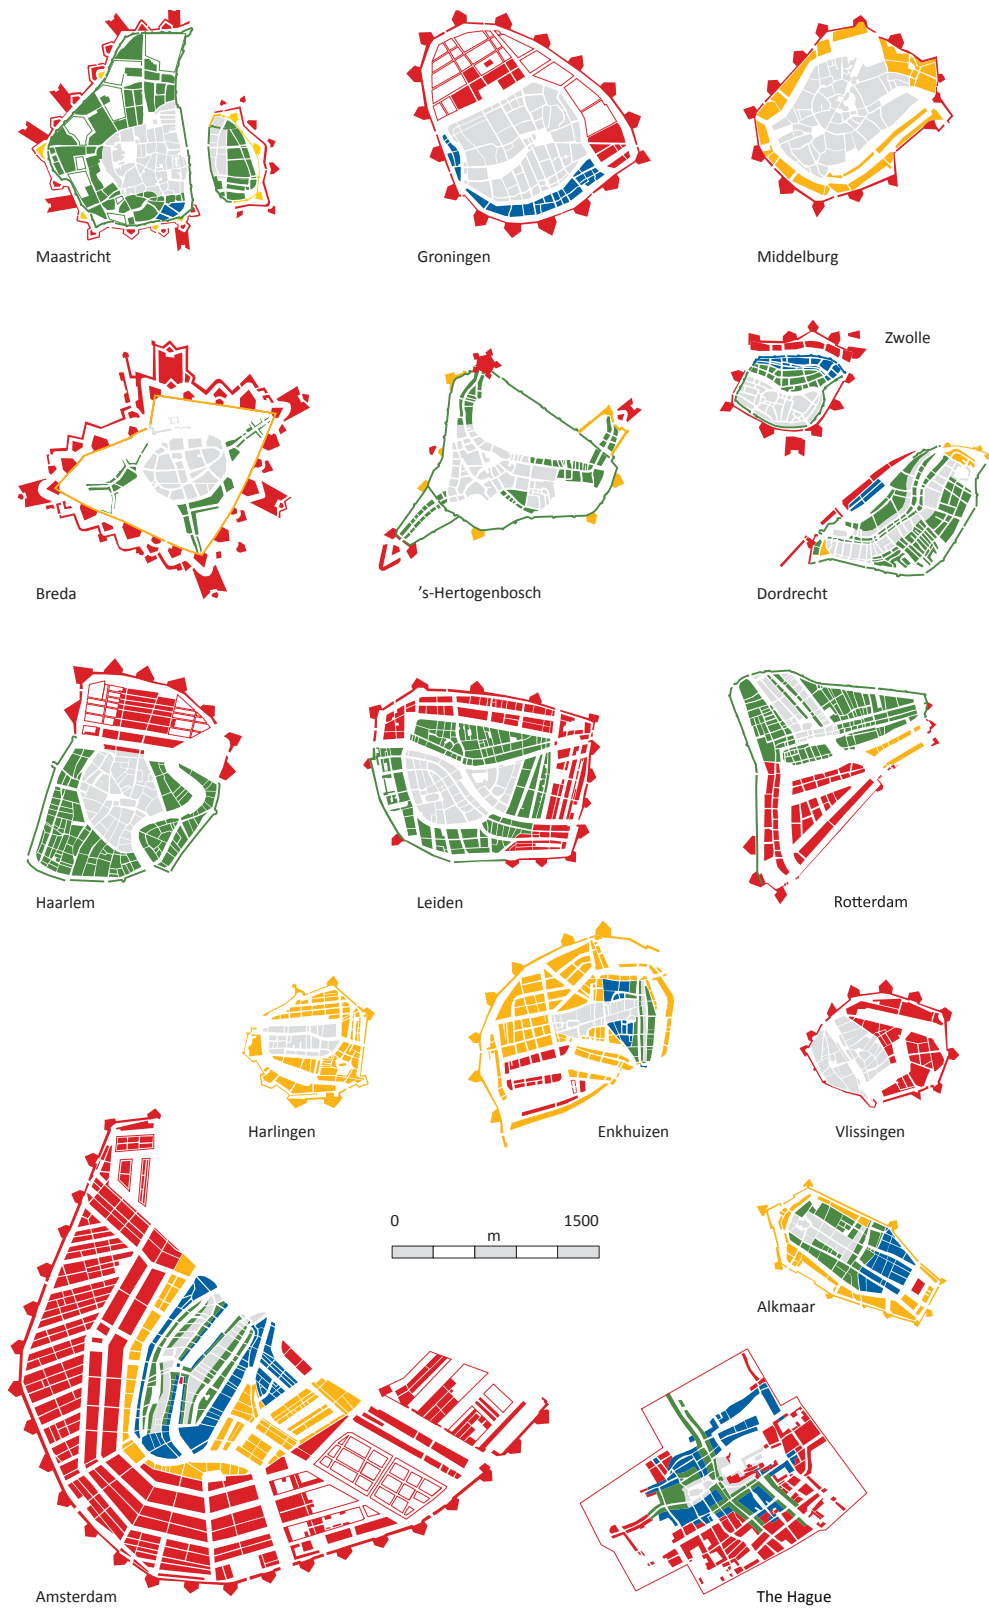 Maastricht
Groningen
Middelburg
Zwolle
Breda
's-Hertogenbosch
Dordrecht
Haarlem
Leiden
Rotterdam
Harlingen
Enkhuizen
Vlissingen
0 1500
m
Alkmaar
Amsterdam
The Hague